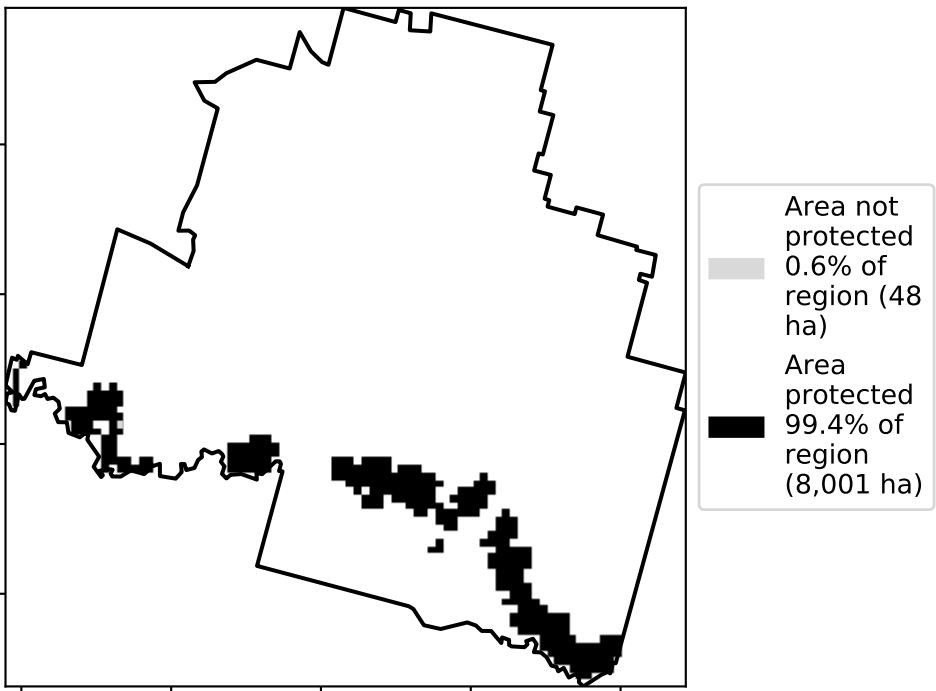 Area not
protected
0.6% of
region (48
ha)
Area
protected
99.4% of
region
(8,001 ha)